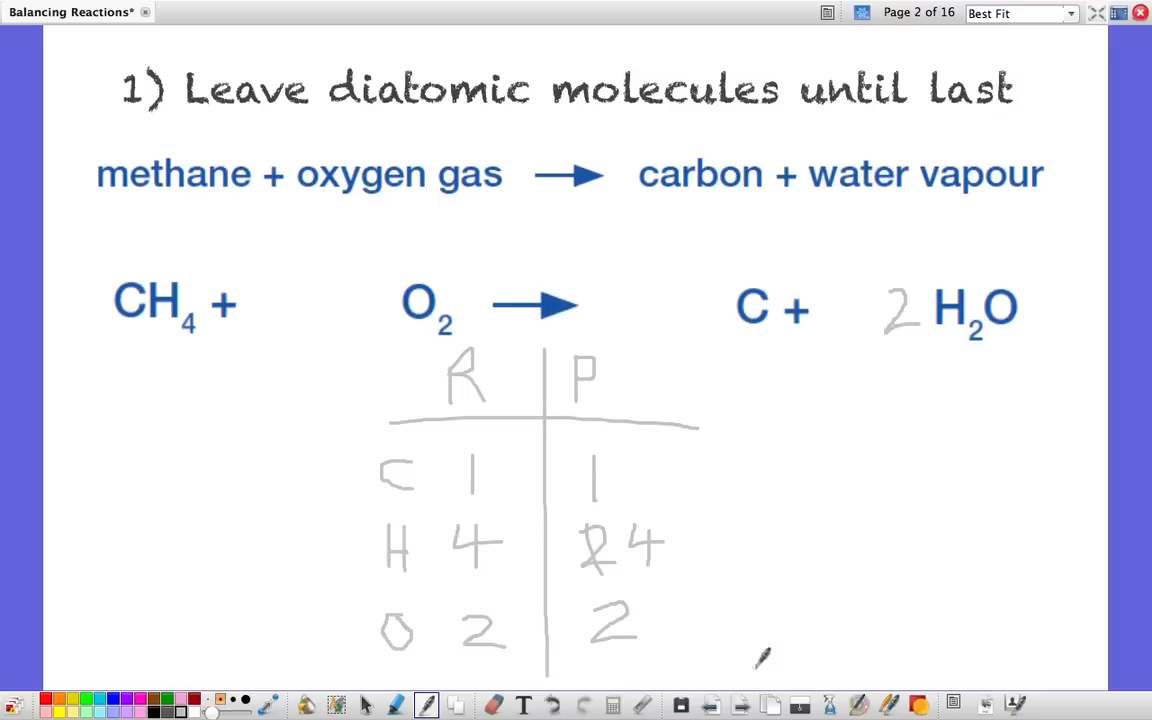 Balancing Reactions*
Page 2 of 16
Best Fit
1) Leave diatomic molecules until last
methane + oxygen gas → carbon + water vapour
CH₄ + O₂ → C + 2 H₂O
R P
C 1 1
H 4 2 4
O 2 2
T